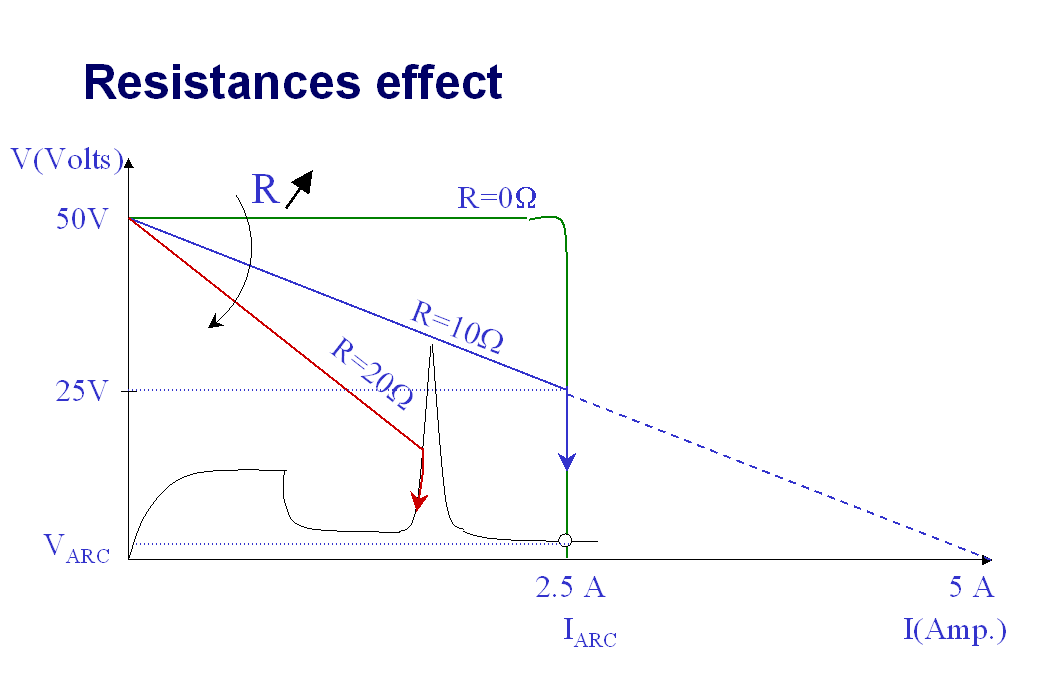 Resistances effect
V(Volts)
R
R=0Ω
50V
R=10Ω
R=20Ω
25V
VARC
2.5 A
5 A
IARC
I(Amp.)